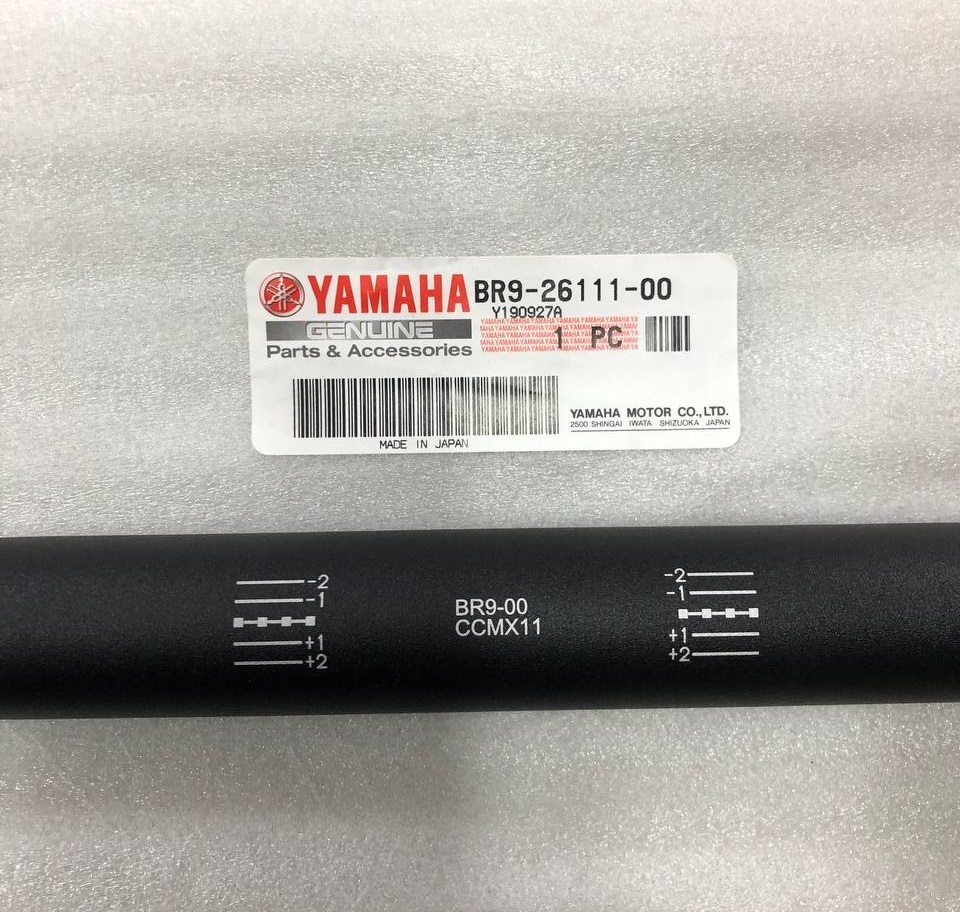 YAMAHA BR9-26111-00
Y190927A
GENUINE
1 PC
Parts & Accessories
YAMAHA MOTOR CO.,LTD.
2500 SHINGAI IWATA SHIZUOKA JAPAN
MADE IN JAPAN
-2
-1
+1
+2
BR9-00
CCMX11
-2
-1
+1
+2